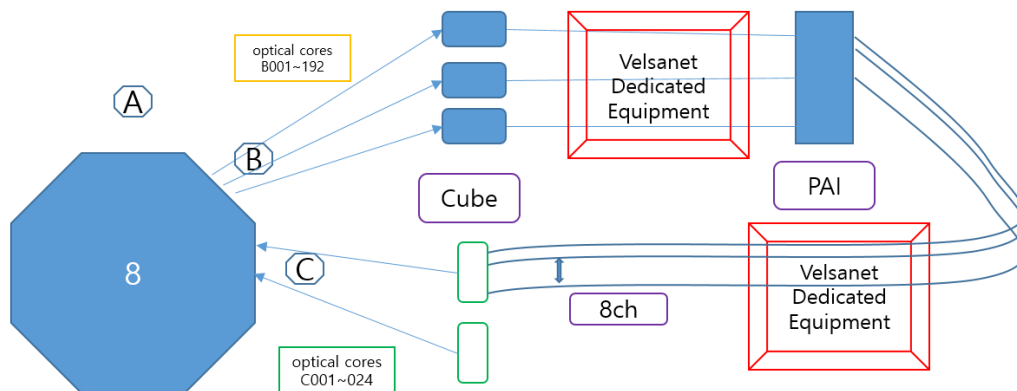 optical cores
B001~192
A
B
Velsanet
Dedicated
Equipment
Cube
PAI
8
C
8ch
Velsanet
Dedicated
Equipment
optical cores
C001~024